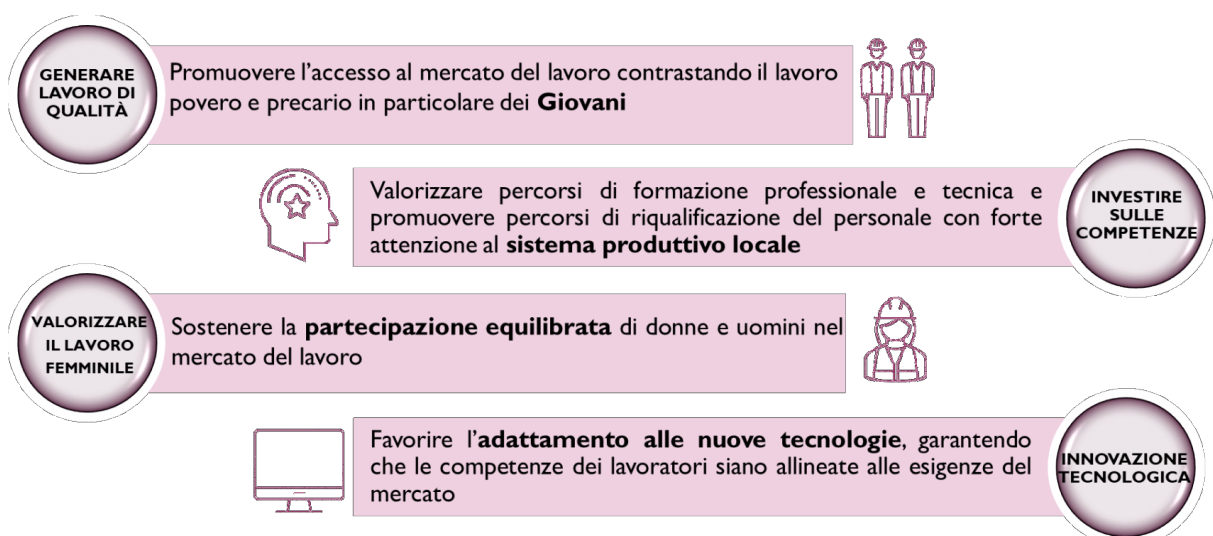 GENERARE
LAVORO DI
QUALITÀ
Promuovere l'accesso al mercato del lavoro contrastando il lavoro
povero e precario in particolare dei Giovani
Valorizzare percorsi di formazione professionale e tecnica e
promuovere percorsi di riqualificazione del personale con forte
attenzione al sistema produttivo locale
INVESTIRE
SULLE
COMPETENZE
VALORIZZARE
IL LAVORO
FEMMINILE
Sostenere la partecipazione equilibrata di donne e uomini nel
mercato del lavoro
Favorire l'adattamento alle nuove tecnologie, garantendo
che le competenze dei lavoratori siano allineate alle esigenze del
mercato
INNOVAZIONE
TECNOLOGICA